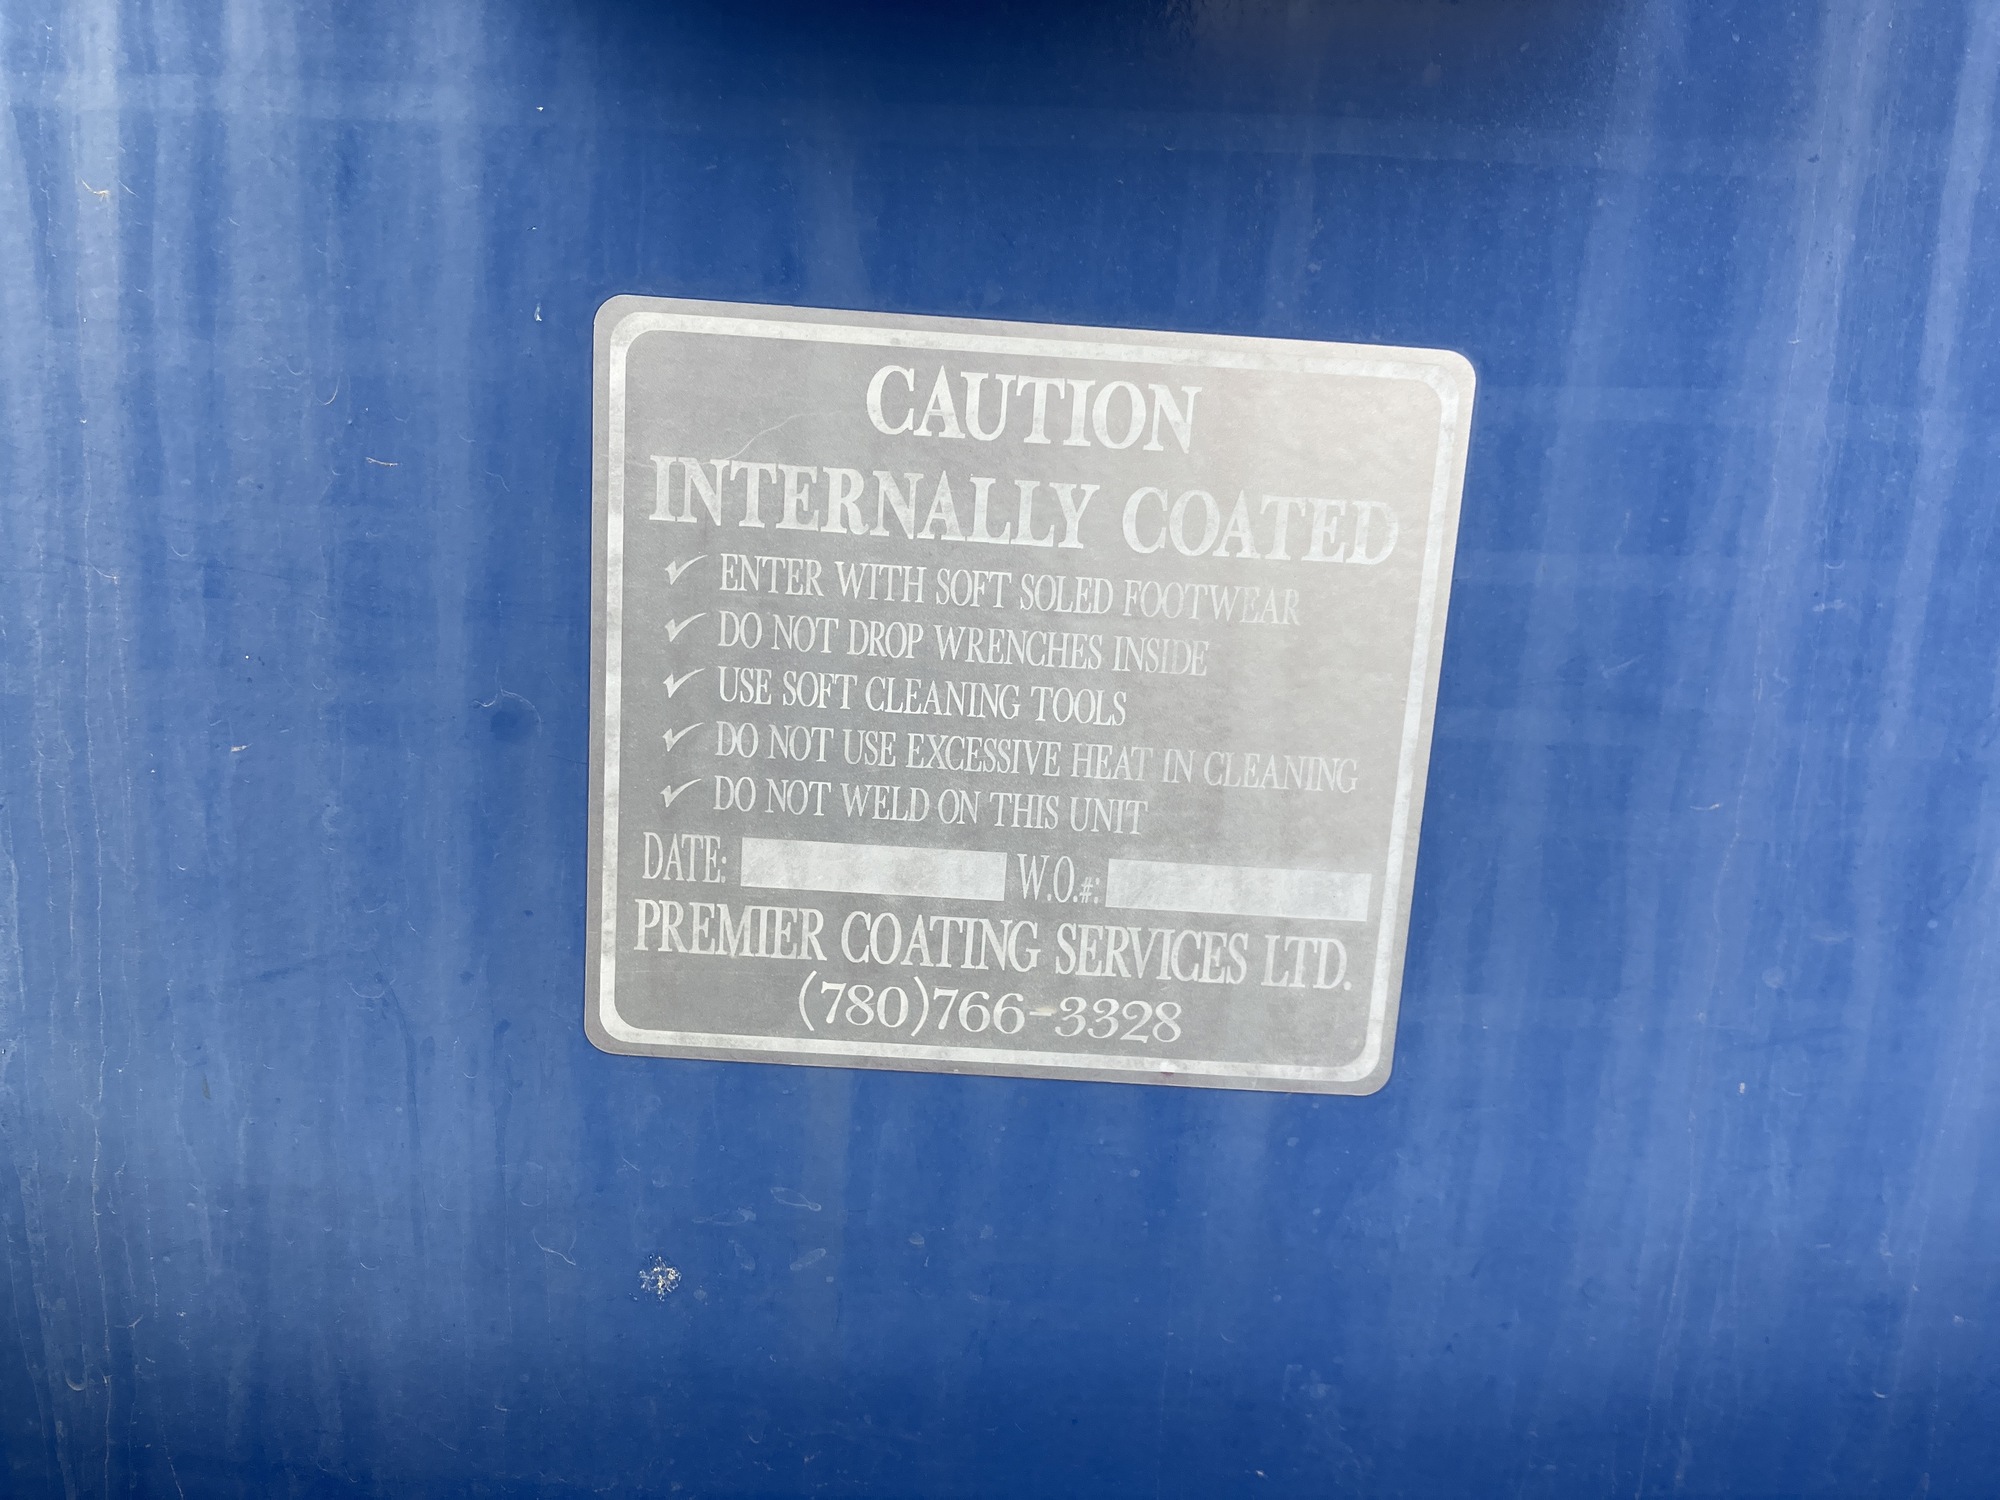 CAUTION
INTERNALLY COATED
✓ ENTER WITH SOFT SOLED FOOTWEAR
✓ DO NOT DROP WRENCHES INSIDE
✓ USE SOFT CLEANING TOOLS
✓ DO NOT USE EXCESSIVE HEAT IN CLEANING
✓ DO NOT WELD ON THIS UNIT
DATE: W.O.#:
PREMIER COATING SERVICES LTD.
(780)766-3328